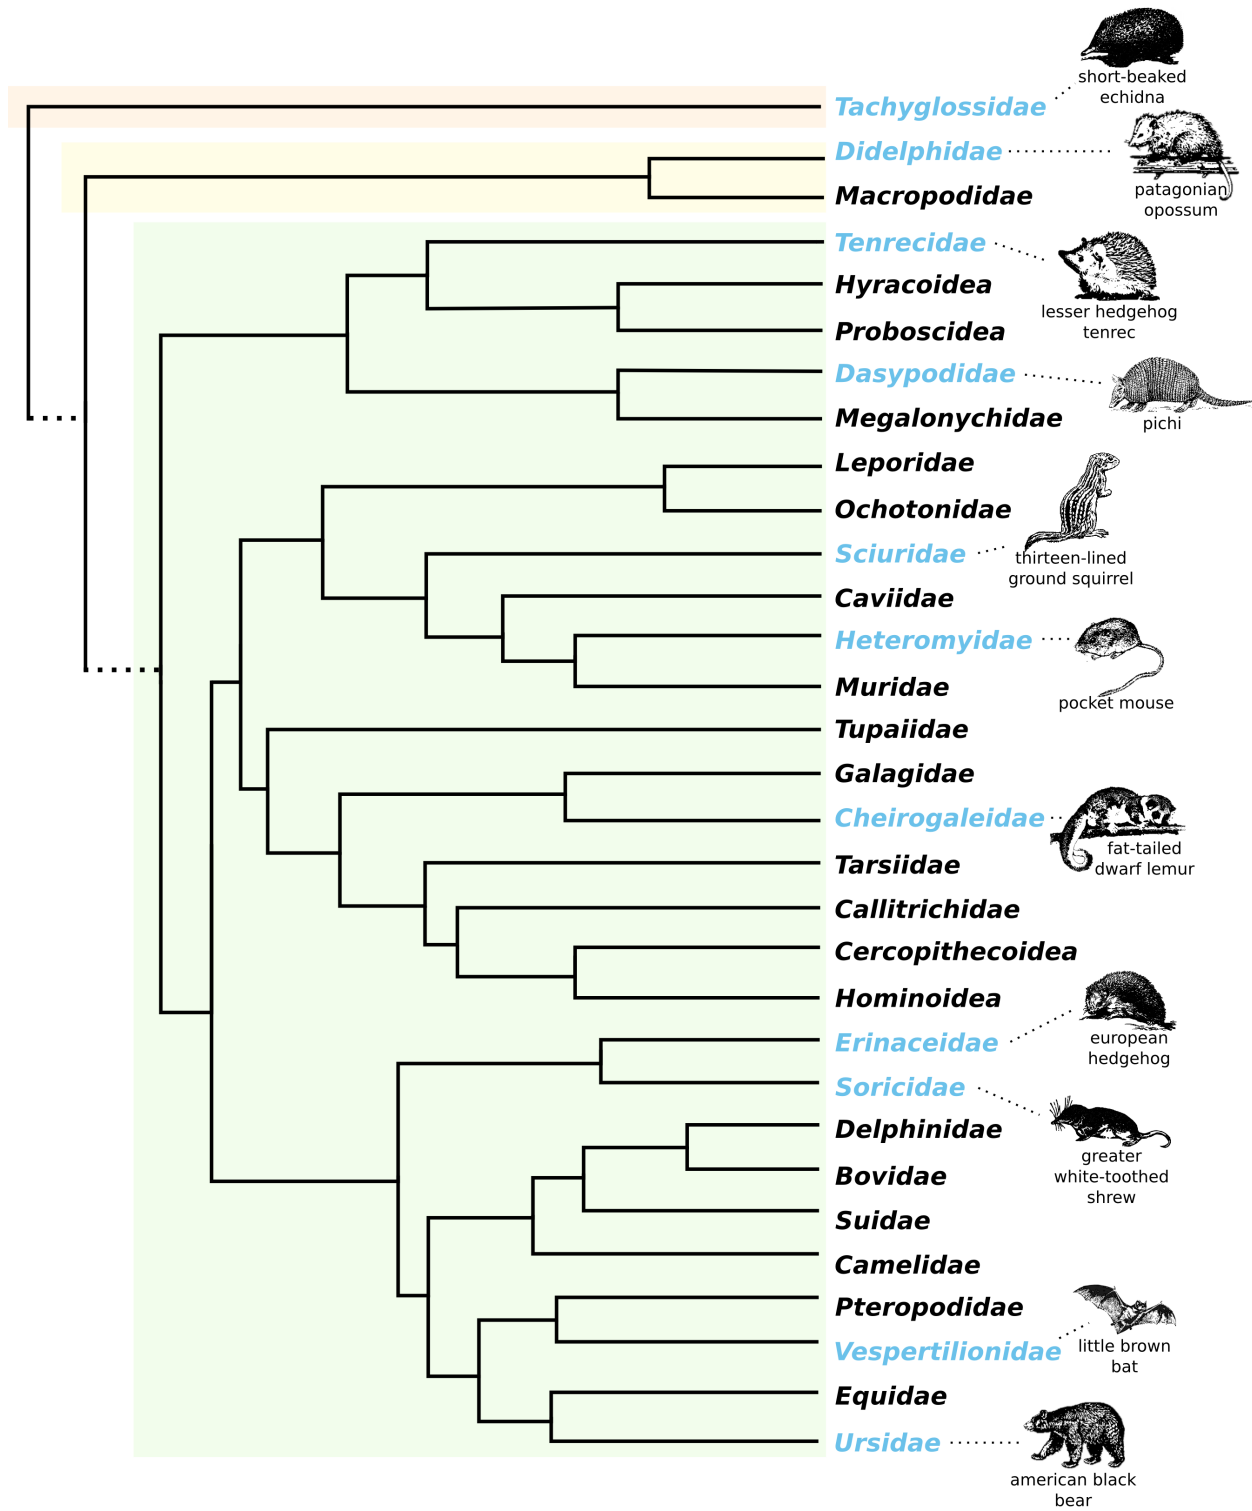 short-beaked
echidna
Tachyglossidae
Didelphidae
patagonian
opossum
Macropodidae
Tenrecidae
Hyracoidea
lesser hedgehog
tenrec
Proboscidea
Dasypodidae
pichi
Megalonychidae
Leporidae
Ochotonidae
Sciuridae
thirteen-lined
ground squirrel
Caviidae
Heteromyidae
Muridae
pocket mouse
Tupaiidae
Galagidae
Cheirogaleidae
fat-tailed
dwarf lemur
Tarsiidae
Callitrichidae
Cercopithecoidea
Hominoidea
Erinaceidae
european
hedgehog
Soricidae
Delphinidae
greater
white-toothed
shrew
Bovidae
Suidae
Camelidae
Pteropodidae
Vespertilionidae
little brown
bat
Equidae
Ursidae
american black
bear